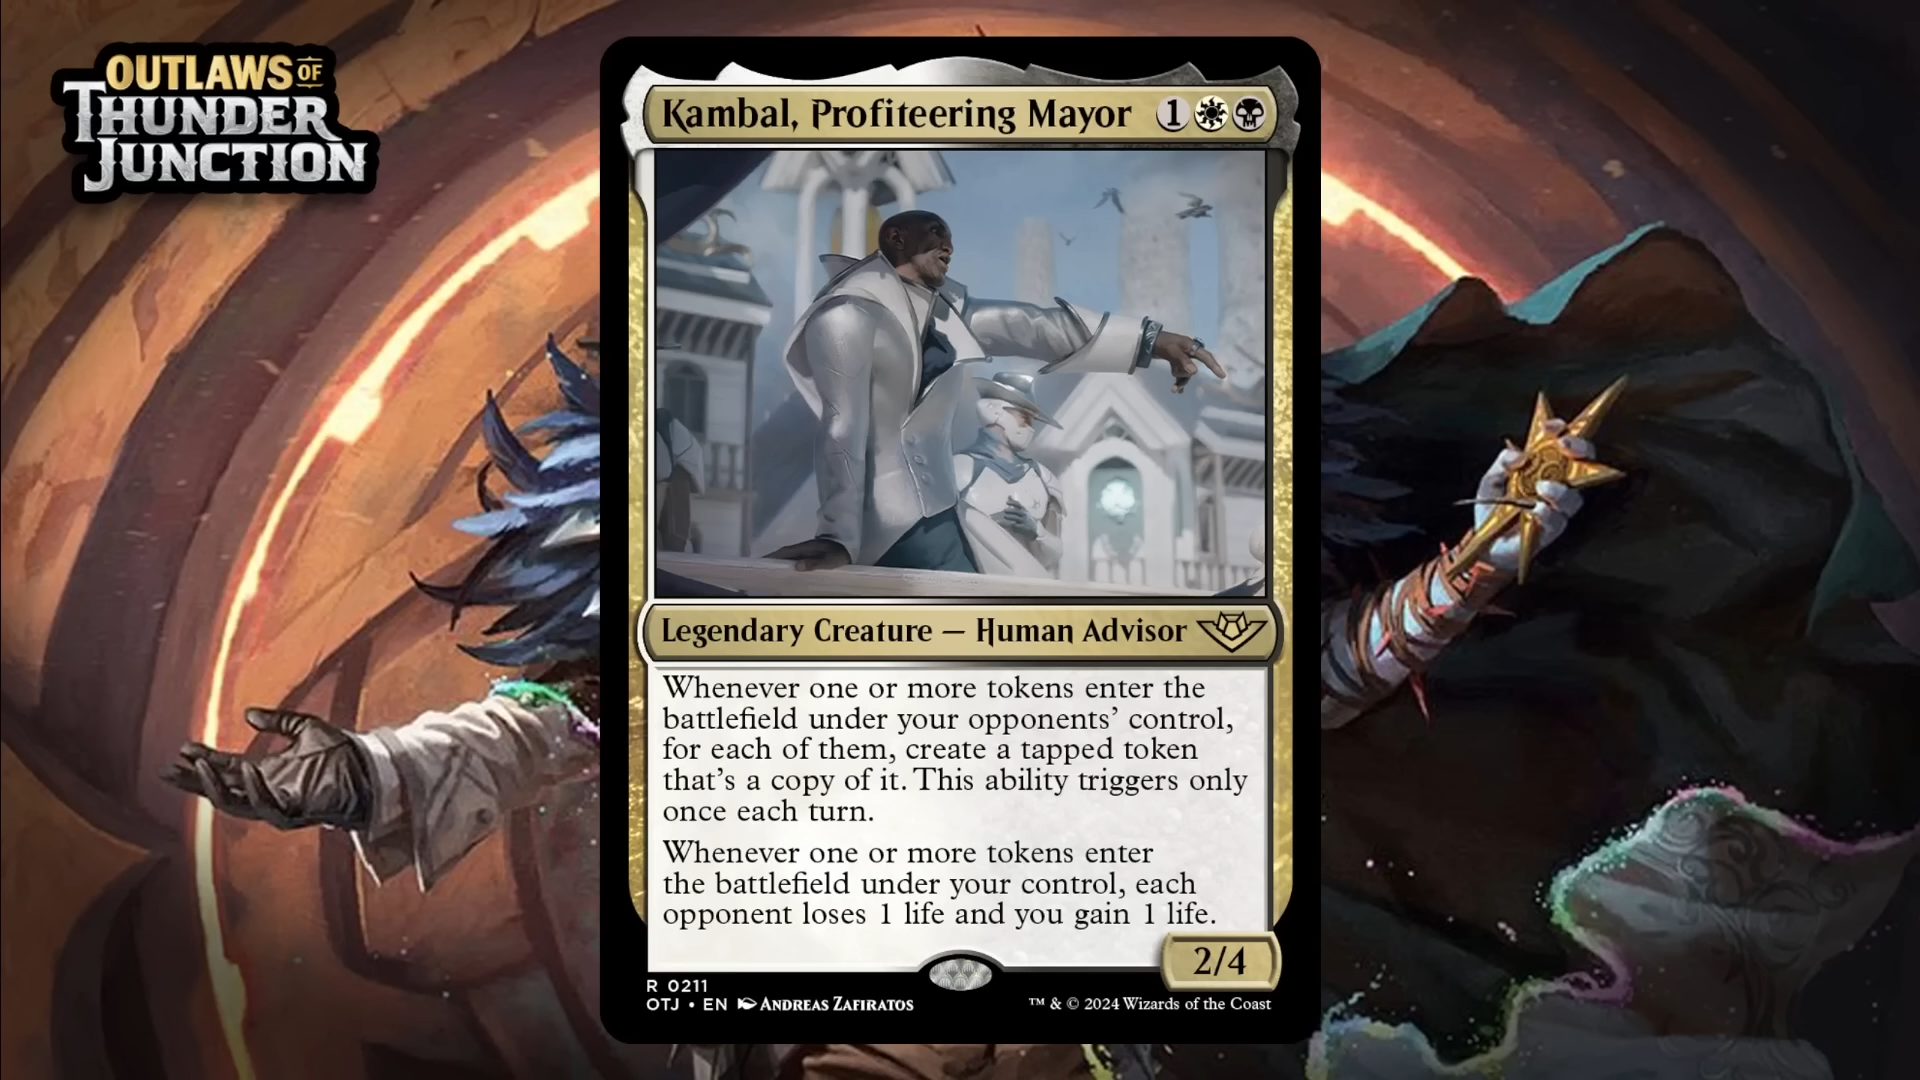 OUTLAWS OF
THUNDER
JUNCTION
Kambal, Profiteering Mayor 1
Legendary Creature — Human Advisor
Whenever one or more tokens enter the
battlefield under your opponents’ control,
for each of them, create a tapped token
that’s a copy of it. This ability triggers only
once each turn.
Whenever one or more tokens enter
the battlefield under your control, each
opponent loses 1 life and you gain 1 life.
2/4
R 0211
OTJ • EN ANDREAS ZAFIRATOS
™ & © 2024 Wizards of the Coast